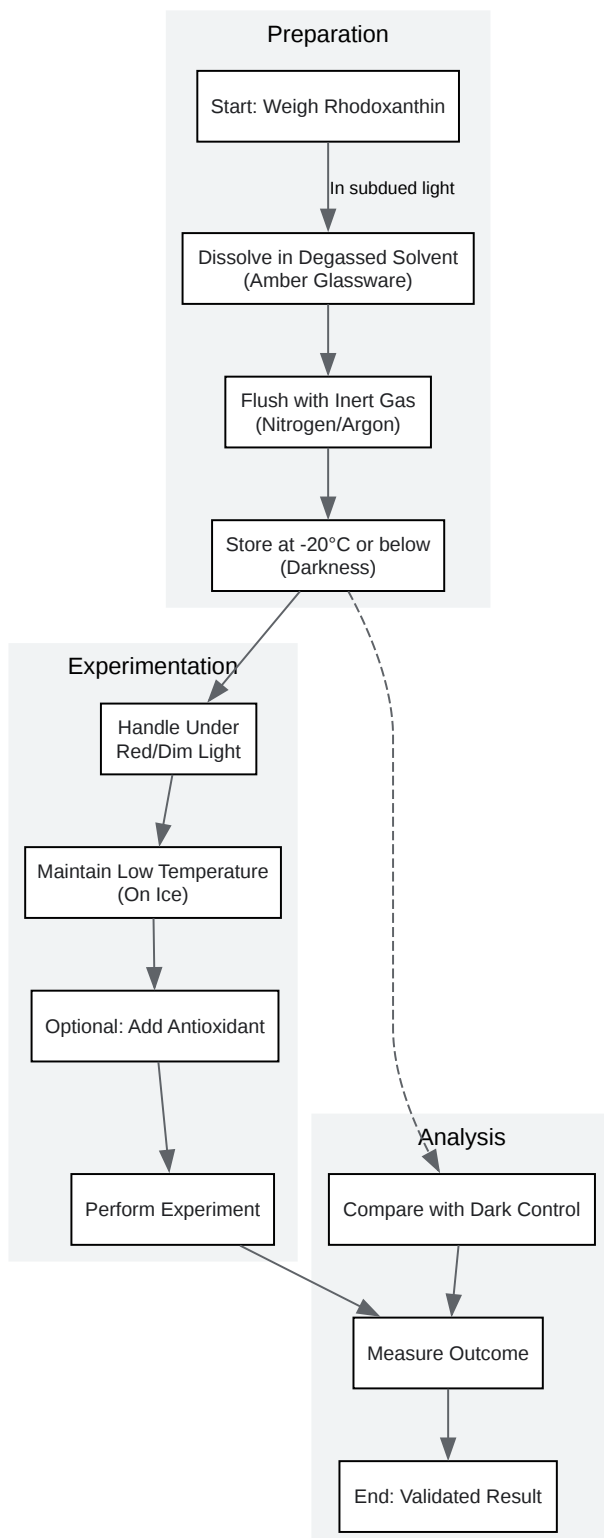 Preparation
Start: Weigh Rhodoxanthin
In subdued light
Dissolve in Degassed Solvent
(Amber Glassware)
Flush with Inert Gas
(Nitrogen/Argon)
Store at -20°C or below
(Darkness)
Experimentation
Handle Under
Red/Dim Light
Maintain Low Temperature
(On Ice)
Optional: Add Antioxidant
Perform Experiment
Analysis
Compare with Dark Control
Measure Outcome
End: Validated Result